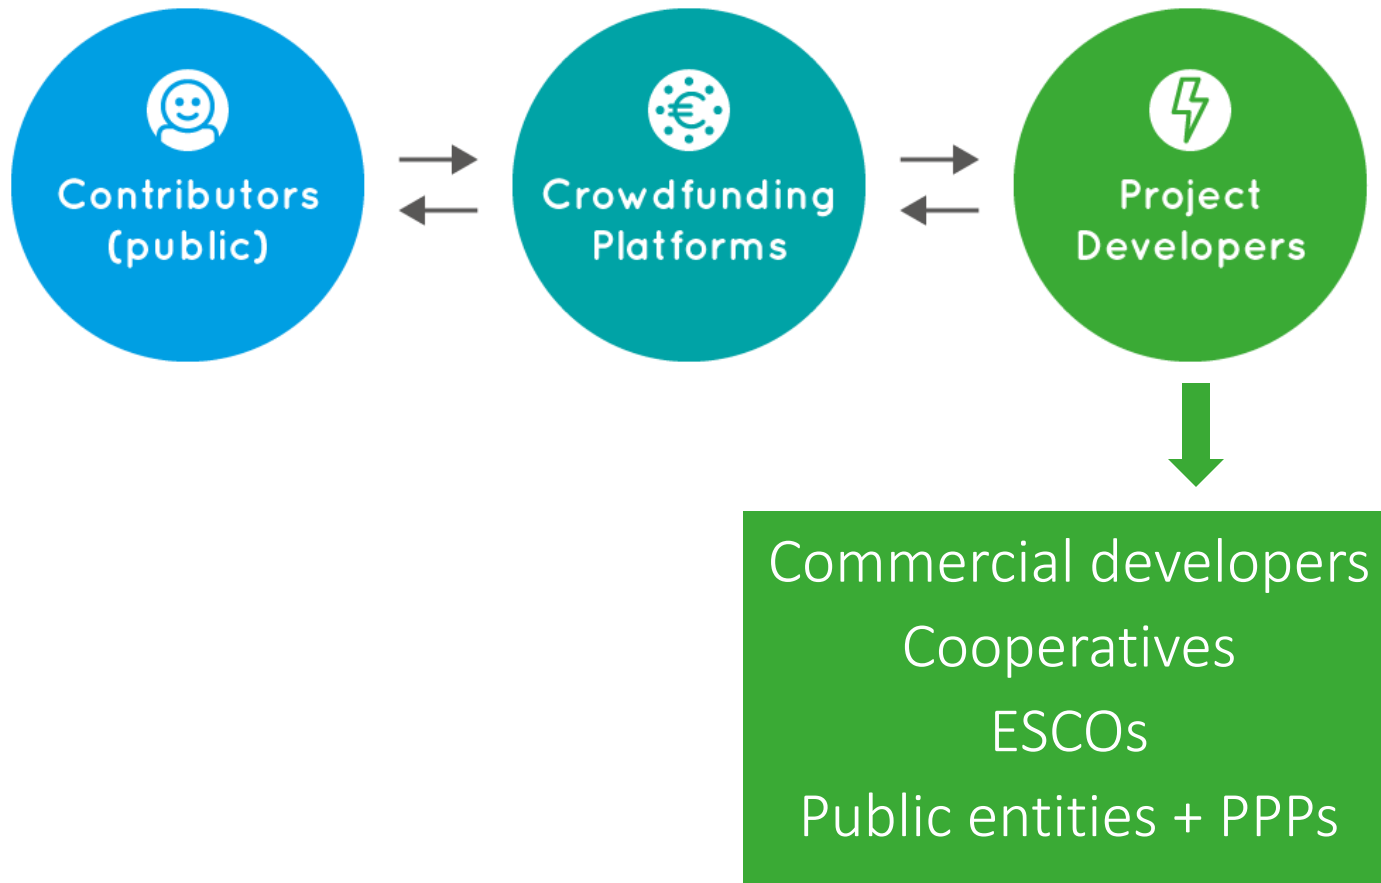 Contributors
(public)
Crowdfunding
Platforms
Project
Developers
Commercial developers
Cooperatives
ESCOs
Public entities + PPPs